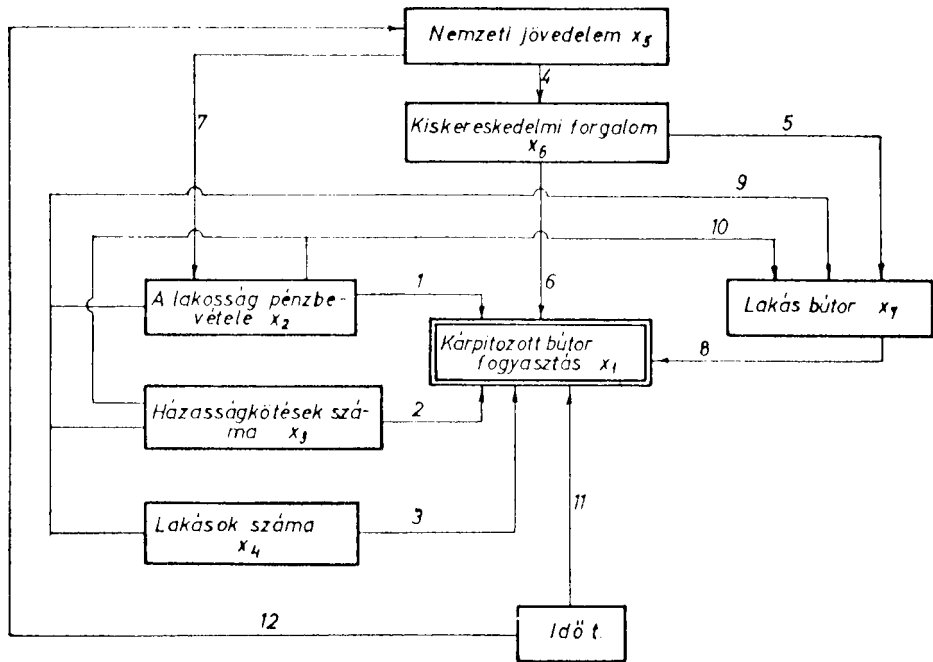 Nemzeti jövedelem x5
4
7
Kiskereskedelmi forgalom
x6
5
9
10
A lakosság pénzbe-
vétele x2
1
6
Lakás bútor x7
Kárpitozott bútor
fogyasztás x1
8
Házasságkötések szá-
ma x3
2
Lakások száma
x4
3
11
12
Idő t.